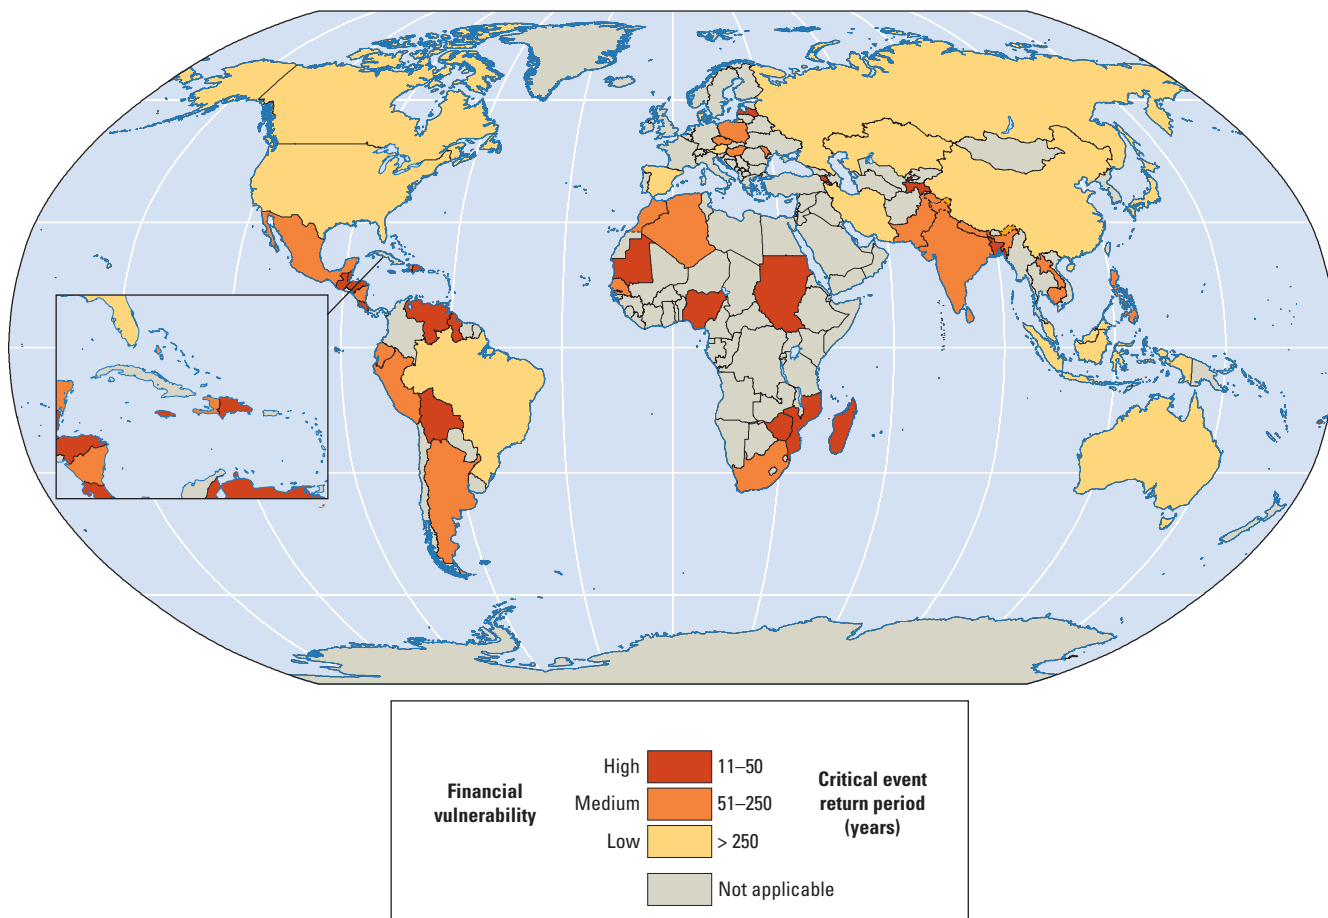 Financial
vulnerability
High
Medium
Low
11–50
51–250
> 250
Not applicable
Critical event
return period
(years)